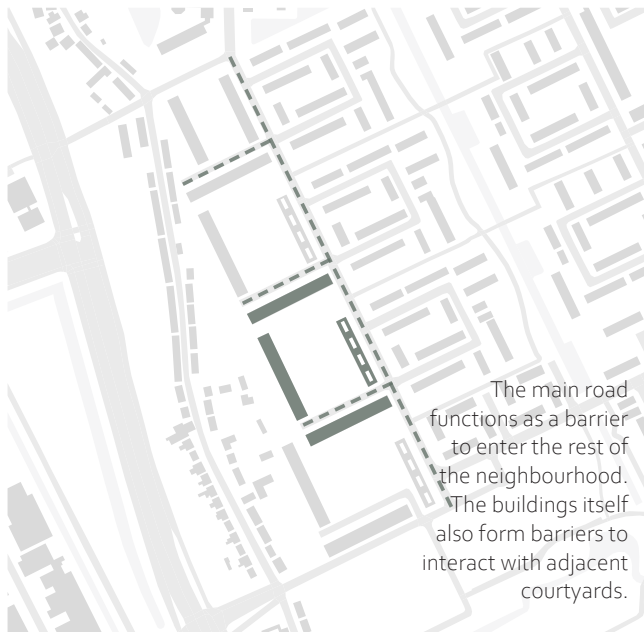 The main road
functions as a barrier
to enter the rest of
the neighbourhood.
The buildings itself
also form barriers to
interact with adjacent
courtyards.